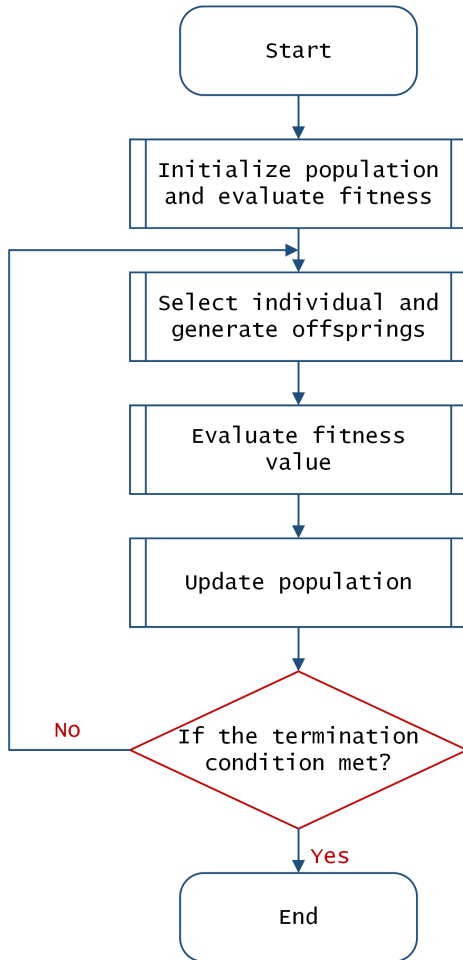 Start
Initialize population
and evaluate fitness
Select individual and
generate offsprings
Evaluate fitness
value
Update population
If the termination
condition met?
No
Yes
End